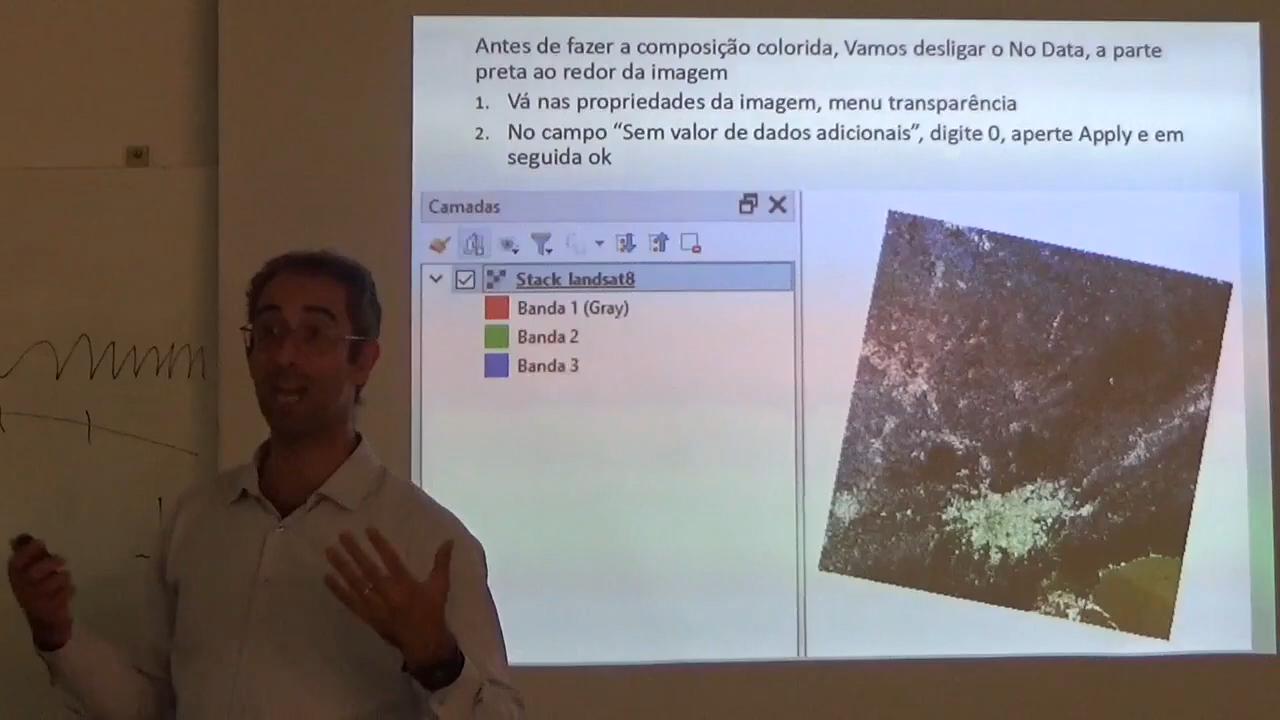 Antes de fazer a composição colorida, Vamos desligar o No Data, a parte
preta ao redor da imagem
1. Vá nas propriedades da imagem, menu transparência
2. No campo “Sem valor de dados adicionais”, digite 0, aperte Apply e em
seguida ok
Camadas
Stack_landsat8
Banda 1 (Gray)
Banda 2
Banda 3